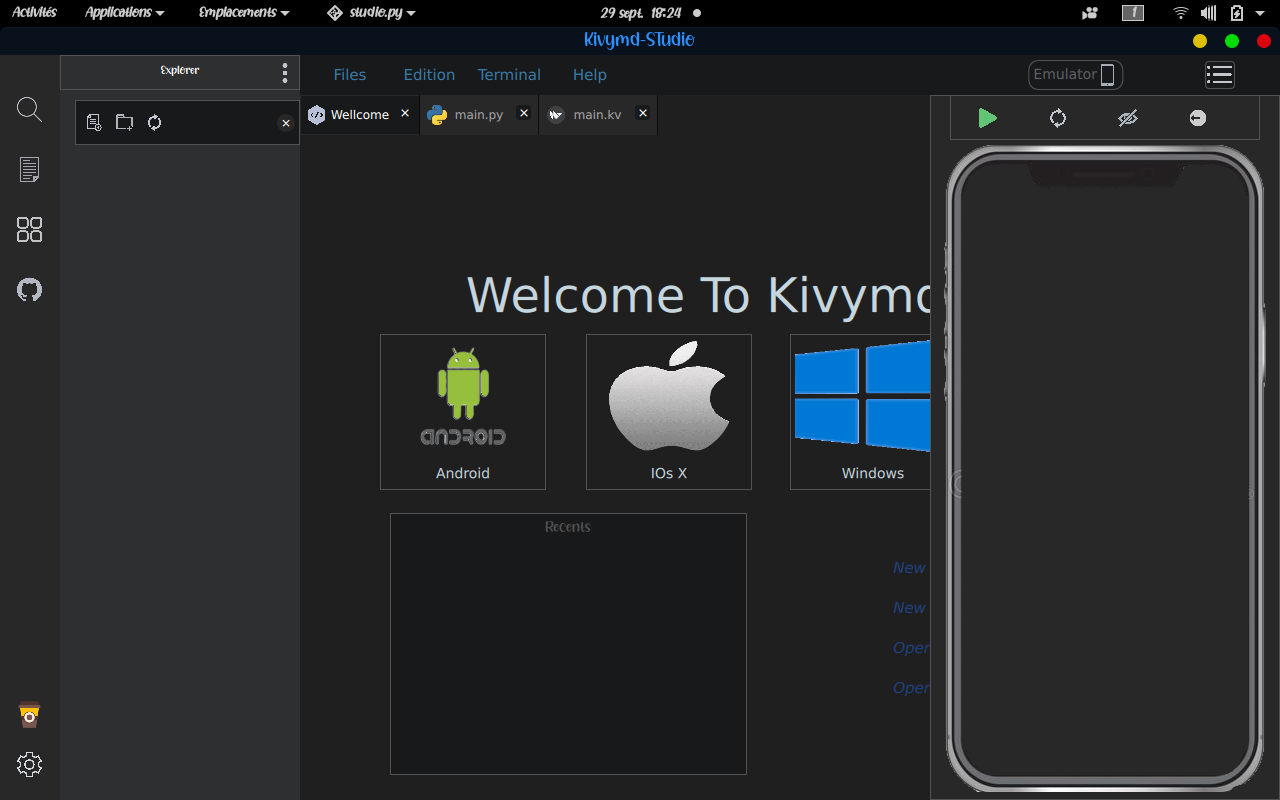 Activités Applications Emplacements studio.py 29 sept. 18:24 1
Kivymd-STudio
Explorer Files Edition Terminal Help Emulator
Wellcome main.py main.kv
Welcome To Kivymd
ANDROID
Android IOs X Windows
Recents
New
New
Open
Open